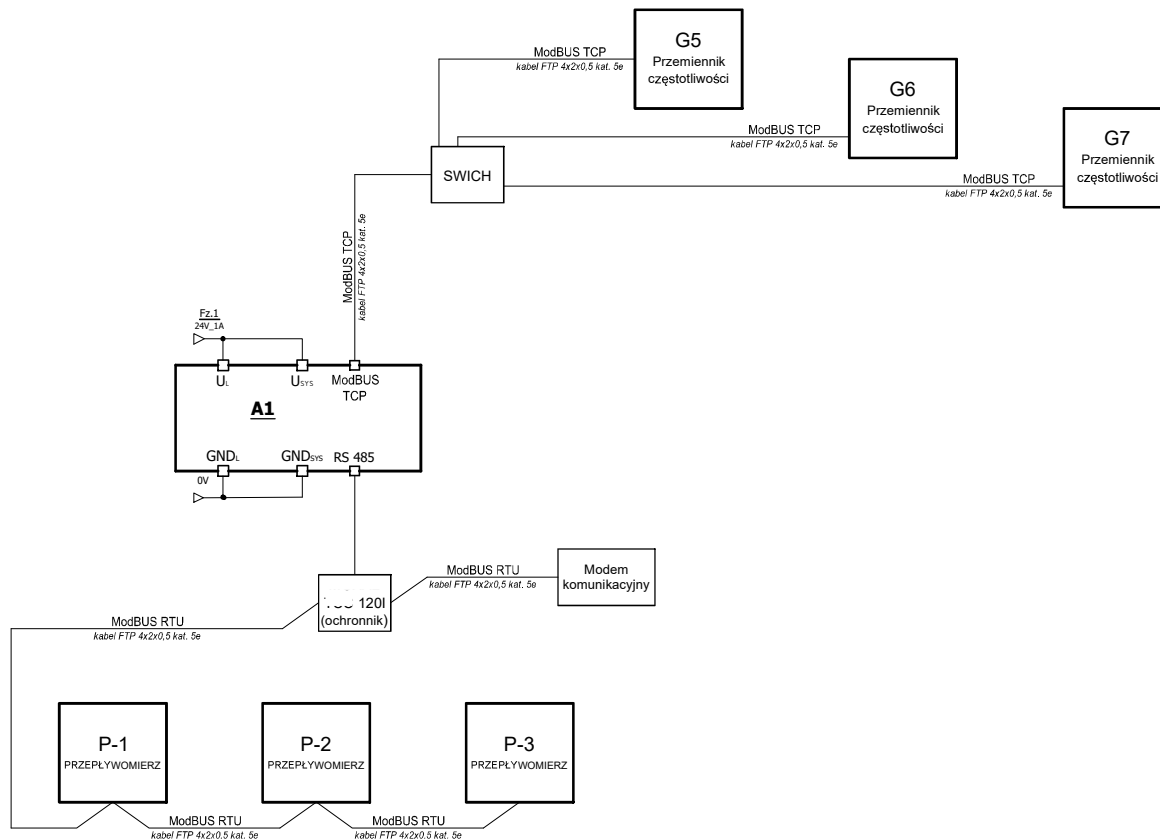 G5
Przemiennik
częstotliwości
ModBUS TCP
kabel FTP 4x2x0,5 kat. 5e
G6
Przemiennik
częstotliwości
ModBUS TCP
kabel FTP 4x2x0,5 kat. 5e
G7
Przemiennik
częstotliwości
ModBUS TCP
kabel FTP 4x2x0,5 kat. 5e
SWICH
ModBUS TCP
kabel FTP 4x2x0,5 kat. 5e
Fz.1
24V_1A
UL
USYS
ModBUS
TCP
A1
GNDL
GNDSYS
RS 485
0V
ModBUS RTU
kabel FTP 4x2x0,5 kat. 5e
Modem
komunikacyjny
120I
(ochronnik)
ModBUS RTU
kabel FTP 4x2x0,5 kat. 5e
P-1
PRZEPŁYWOMIERZ
P-2
PRZEPŁYWOMIERZ
P-3
PRZEPŁYWOMIERZ
ModBUS RTU
kabel FTP 4x2x0,5 kat. 5e
ModBUS RTU
kabel FTP 4x2x0,5 kat. 5e